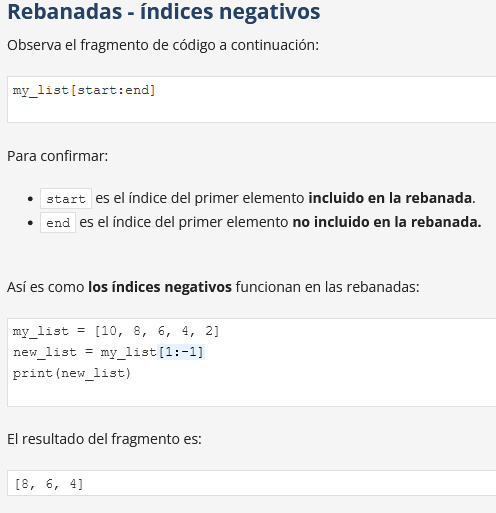 Rebanadas - índices negativos
Observa el fragmento de código a continuación:
my_list[start:end]
Para confirmar:
• start es el índice del primer elemento incluido en la rebanada.
• end es el índice del primer elemento no incluido en la rebanada.
Así es como los índices negativos funcionan en las rebanadas:
my_list = [10, 8, 6, 4, 2]
new_list = my_list[1:-1]
print(new_list)
El resultado del fragmento es:
[8, 6, 4]